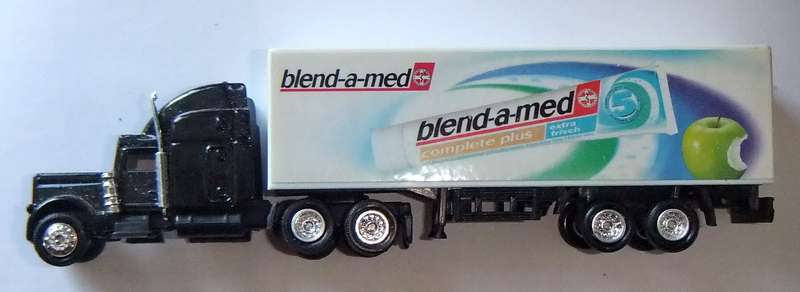 blend-a-med
blend-a-med
complete plus
extra
frisch
5